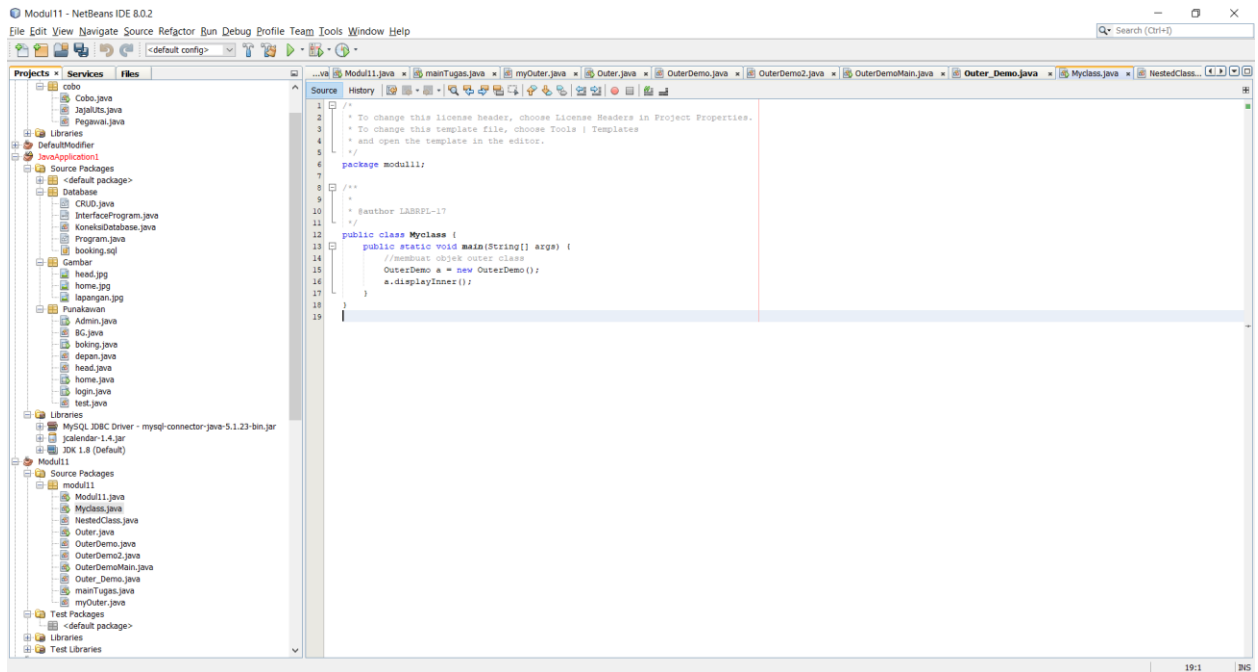 Modul11 - NetBeans IDE 8.0.2
File Edit View Navigate Source Refactor Run Debug Profile Team Tools Window Help
Search (Ctrl+I)
<default config>
Projects Services Files
cobo
Cobo.java
JajalUts.java
Pegawai.java
Libraries
DefaultModifier
JavaApplication1
Source Packages
<default package>
Database
CRUD.java
InterfaceProgram.java
KoneksiDatabase.java
Program.java
booking.sql
Gambar
head.jpg
home.jpg
lapangan.jpg
Punakawan
Admin.java
BG.java
boking.java
depan.java
head.java
home.java
login.java
test.java
Libraries
MySQL JDBC Driver - mysql-connector-java-5.1.23-bin.jar
jcalendar-1.4.jar
JDK 1.8 (Default)
Modul11
Source Packages
modul11
Modul11.java
Myclass.java
NestedClass.java
Outer.java
OuterDemo.java
OuterDemo2.java
OuterDemoMain.java
Outer_Demo.java
mainTugas.java
myOuter.java
Test Packages
<default package>
Libraries
Test Libraries
...va Modul11.java mainTugas.java myOuter.java Outer.java OuterDemo.java OuterDemo2.java OuterDemoMain.java Outer_Demo.java Myclass.java NestedClass...
Source History
1 /*
2 * To change this license header, choose License Headers in Project Properties.
3 * To change this template file, choose Tools | Templates
4 * and open the template in the editor.
5 */
6 package modul11;
7
8 /**
9 *
10 * @author LABRPL-17
11 */
12 public class Myclass {
13 public static void main(String[] args) {
14 //membuat objek outer class
15 OuterDemo a = new OuterDemo();
16 a.displayInner();
17 }
18 }
19
19:1 INS